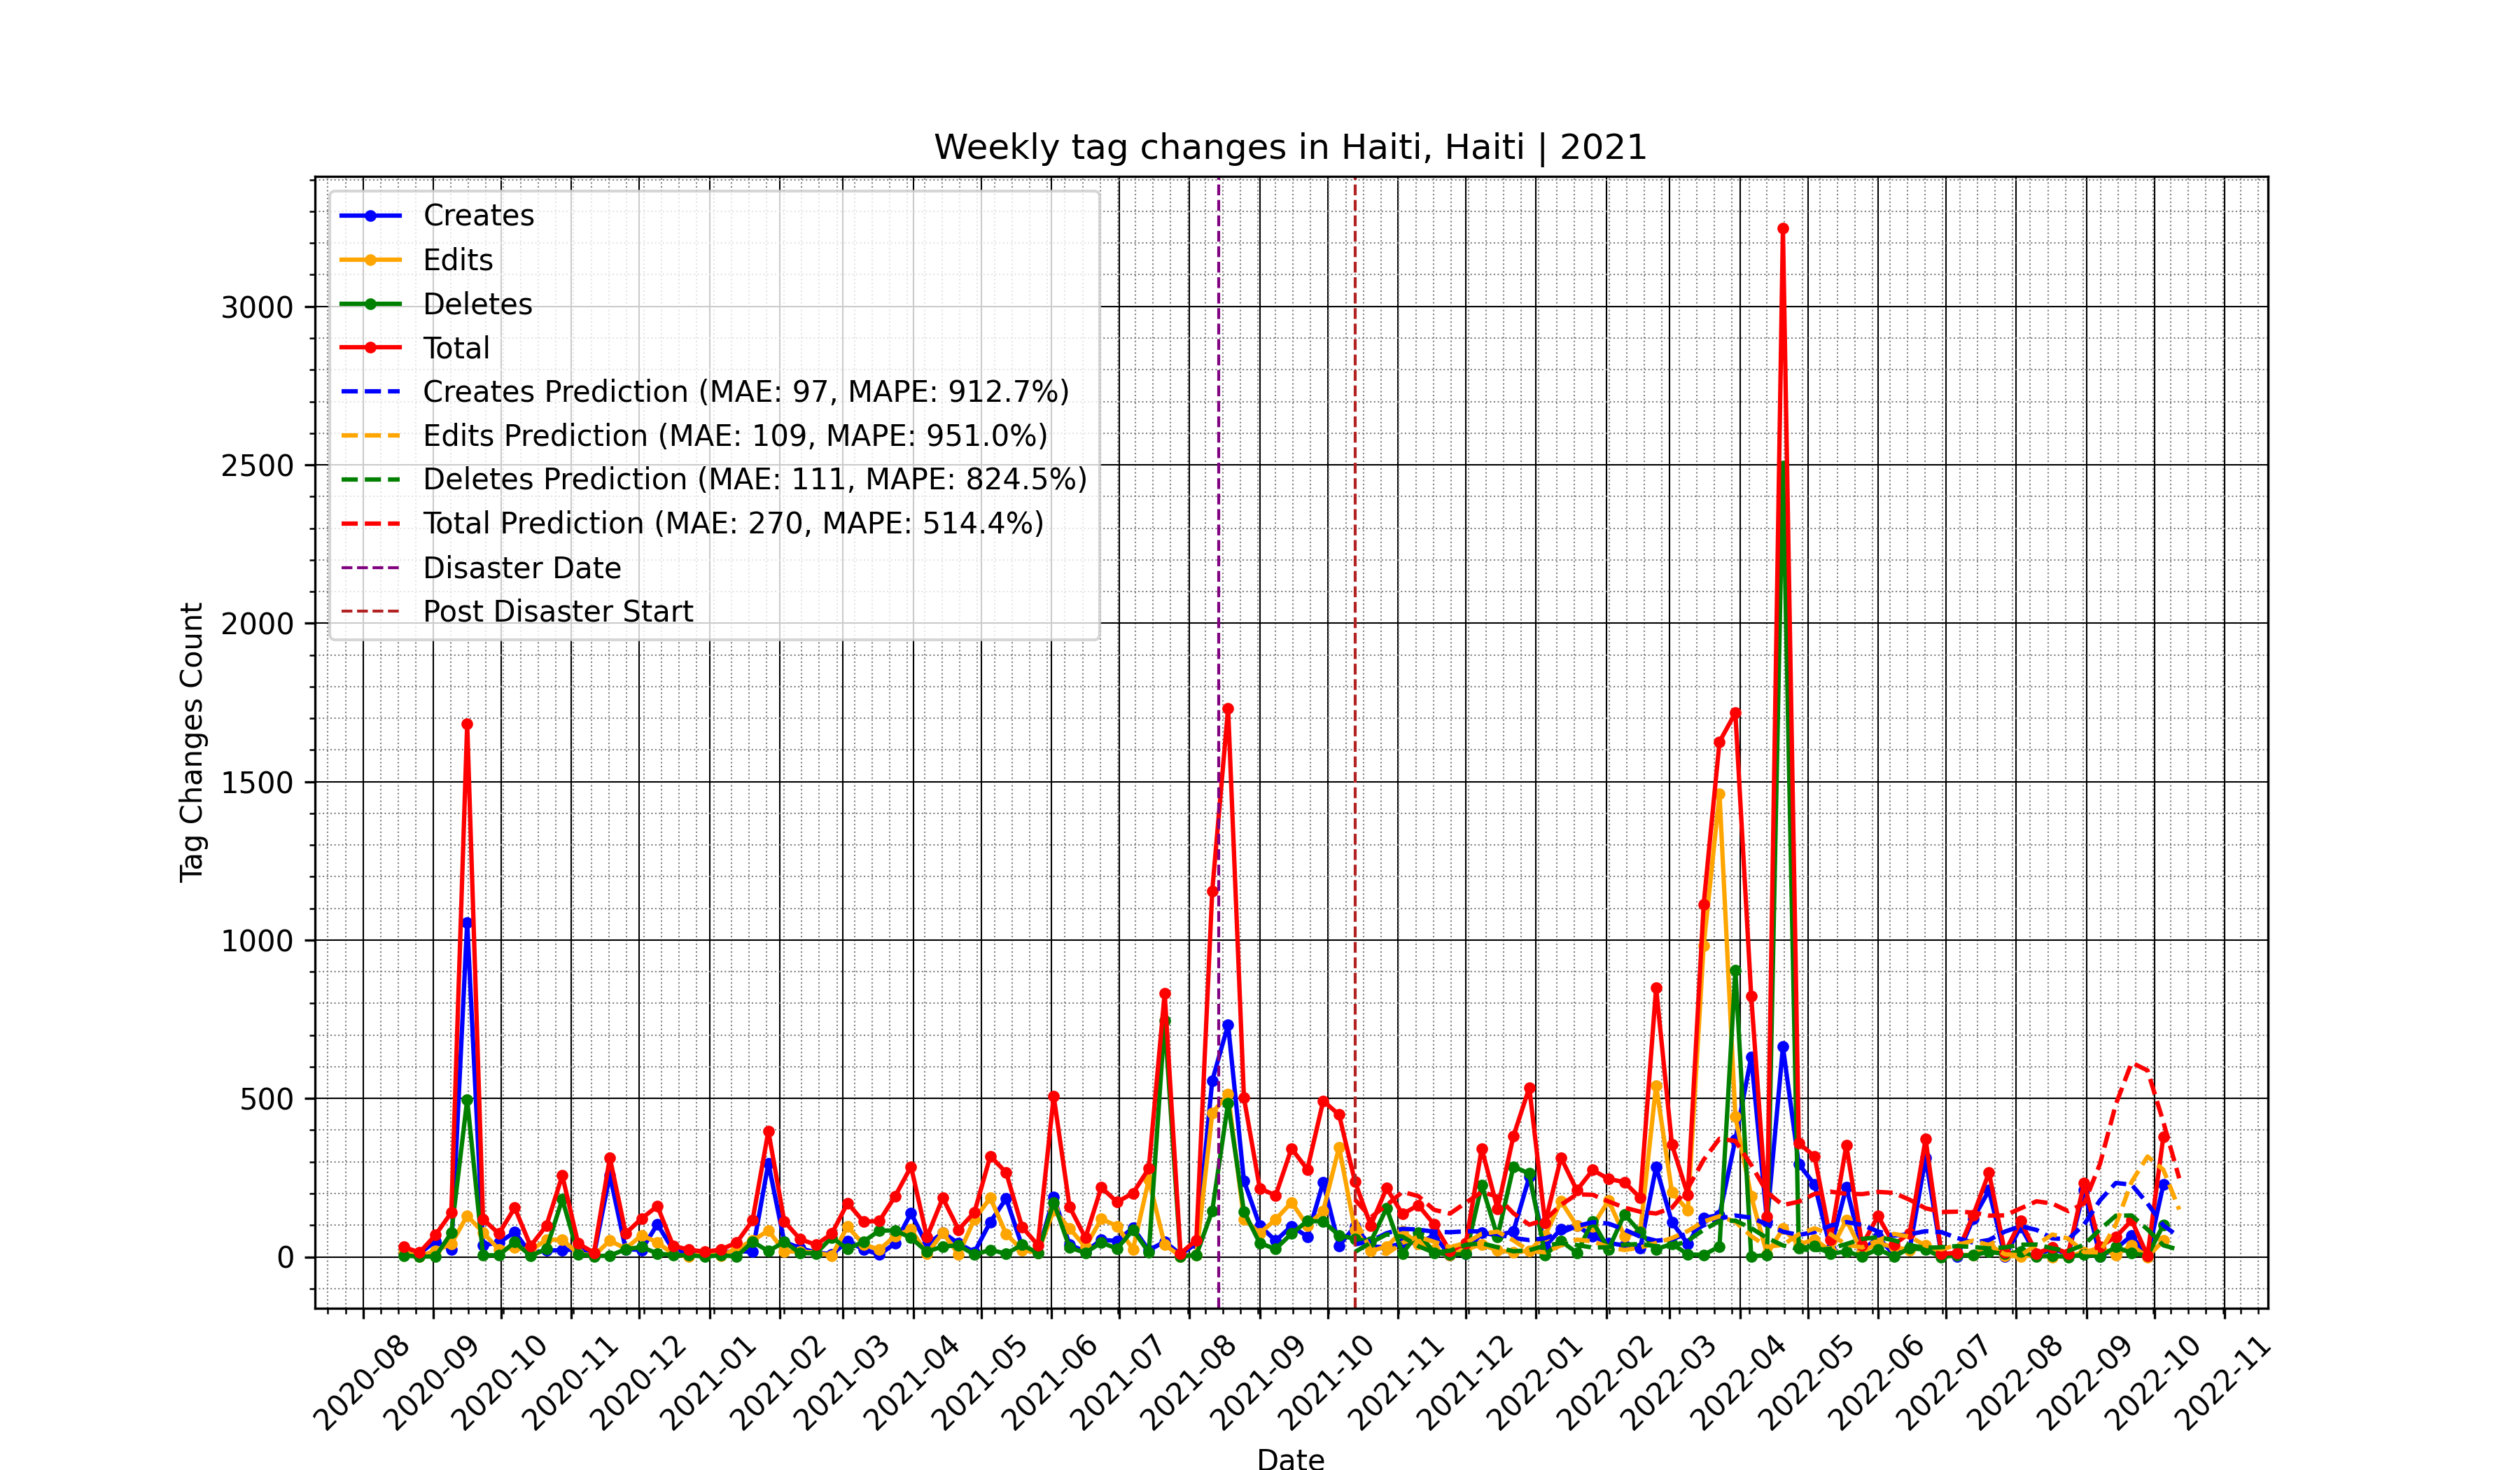 Weekly tag changes in Haiti, Haiti | 2021
Creates
Edits
Deletes
Total
Creates Prediction (MAE: 97, MAPE: 912.7%)
Edits Prediction (MAE: 109, MAPE: 951.0%)
Deletes Prediction (MAE: 111, MAPE: 824.5%)
Total Prediction (MAE: 270, MAPE: 514.4%)
Disaster Date
Post Disaster Start
Tag Changes Count
3000
2500
2000
1500
1000
500
0
2020-08
2020-09
2020-10
2020-11
2020-12
2021-01
2021-02
2021-03
2021-04
2021-05
2021-06
2021-07
2021-08
2021-09
2021-10
2021-11
2021-12
2022-01
2022-02
2022-03
2022-04
2022-05
2022-06
2022-07
2022-08
2022-09
2022-10
2022-11
Date